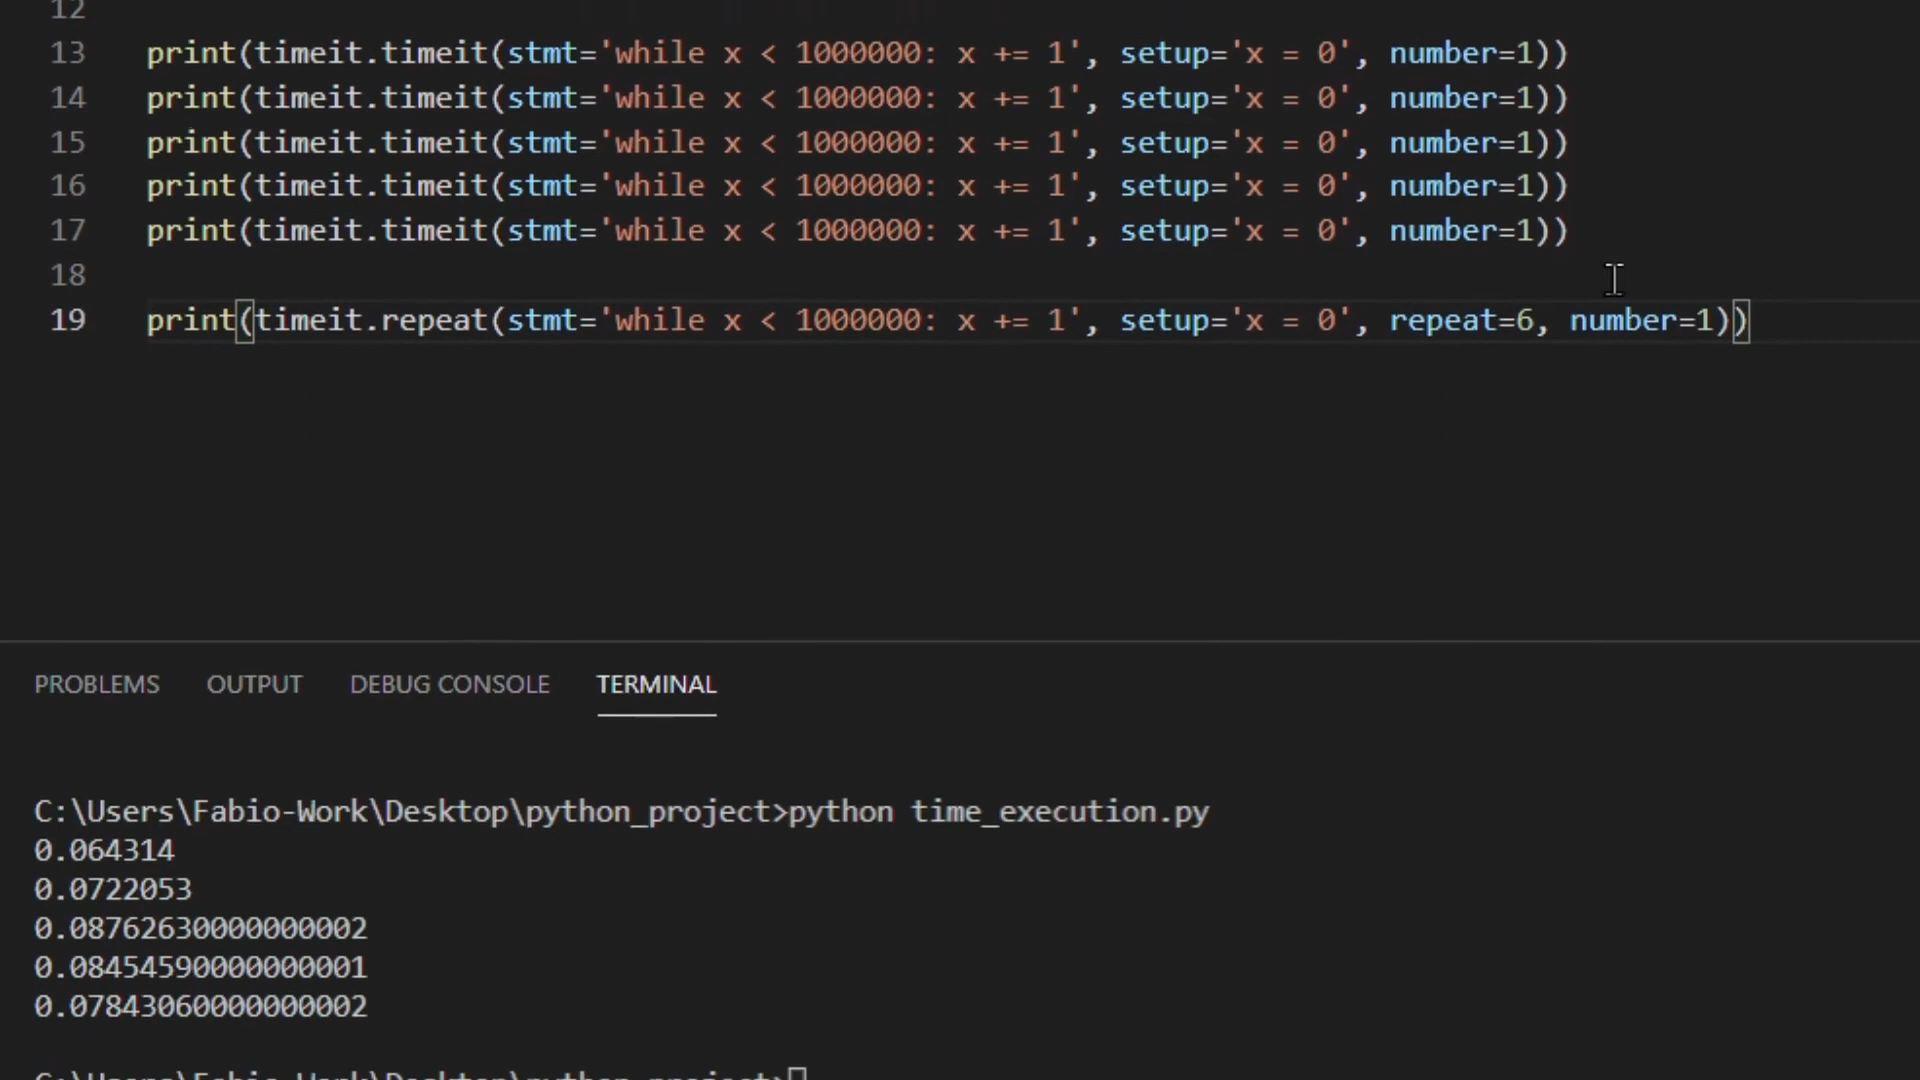 12
13 print(timeit.timeit(stmt='while x < 1000000: x += 1', setup='x = 0', number=1))
14 print(timeit.timeit(stmt='while x < 1000000: x += 1', setup='x = 0', number=1))
15 print(timeit.timeit(stmt='while x < 1000000: x += 1', setup='x = 0', number=1))
16 print(timeit.timeit(stmt='while x < 1000000: x += 1', setup='x = 0', number=1))
17 print(timeit.timeit(stmt='while x < 1000000: x += 1', setup='x = 0', number=1))
18
19 print(timeit.repeat(stmt='while x < 1000000: x += 1', setup='x = 0', repeat=6, number=1))
PROBLEMS OUTPUT DEBUG CONSOLE TERMINAL
C:\Users\Fabio-Work\Desktop\python_project>python time_execution.py
0.064314
0.0722053
0.08762630000000002
0.08454590000000001
0.07843060000000002
C:\Users\Fabio-Work\Desktop\python_project>